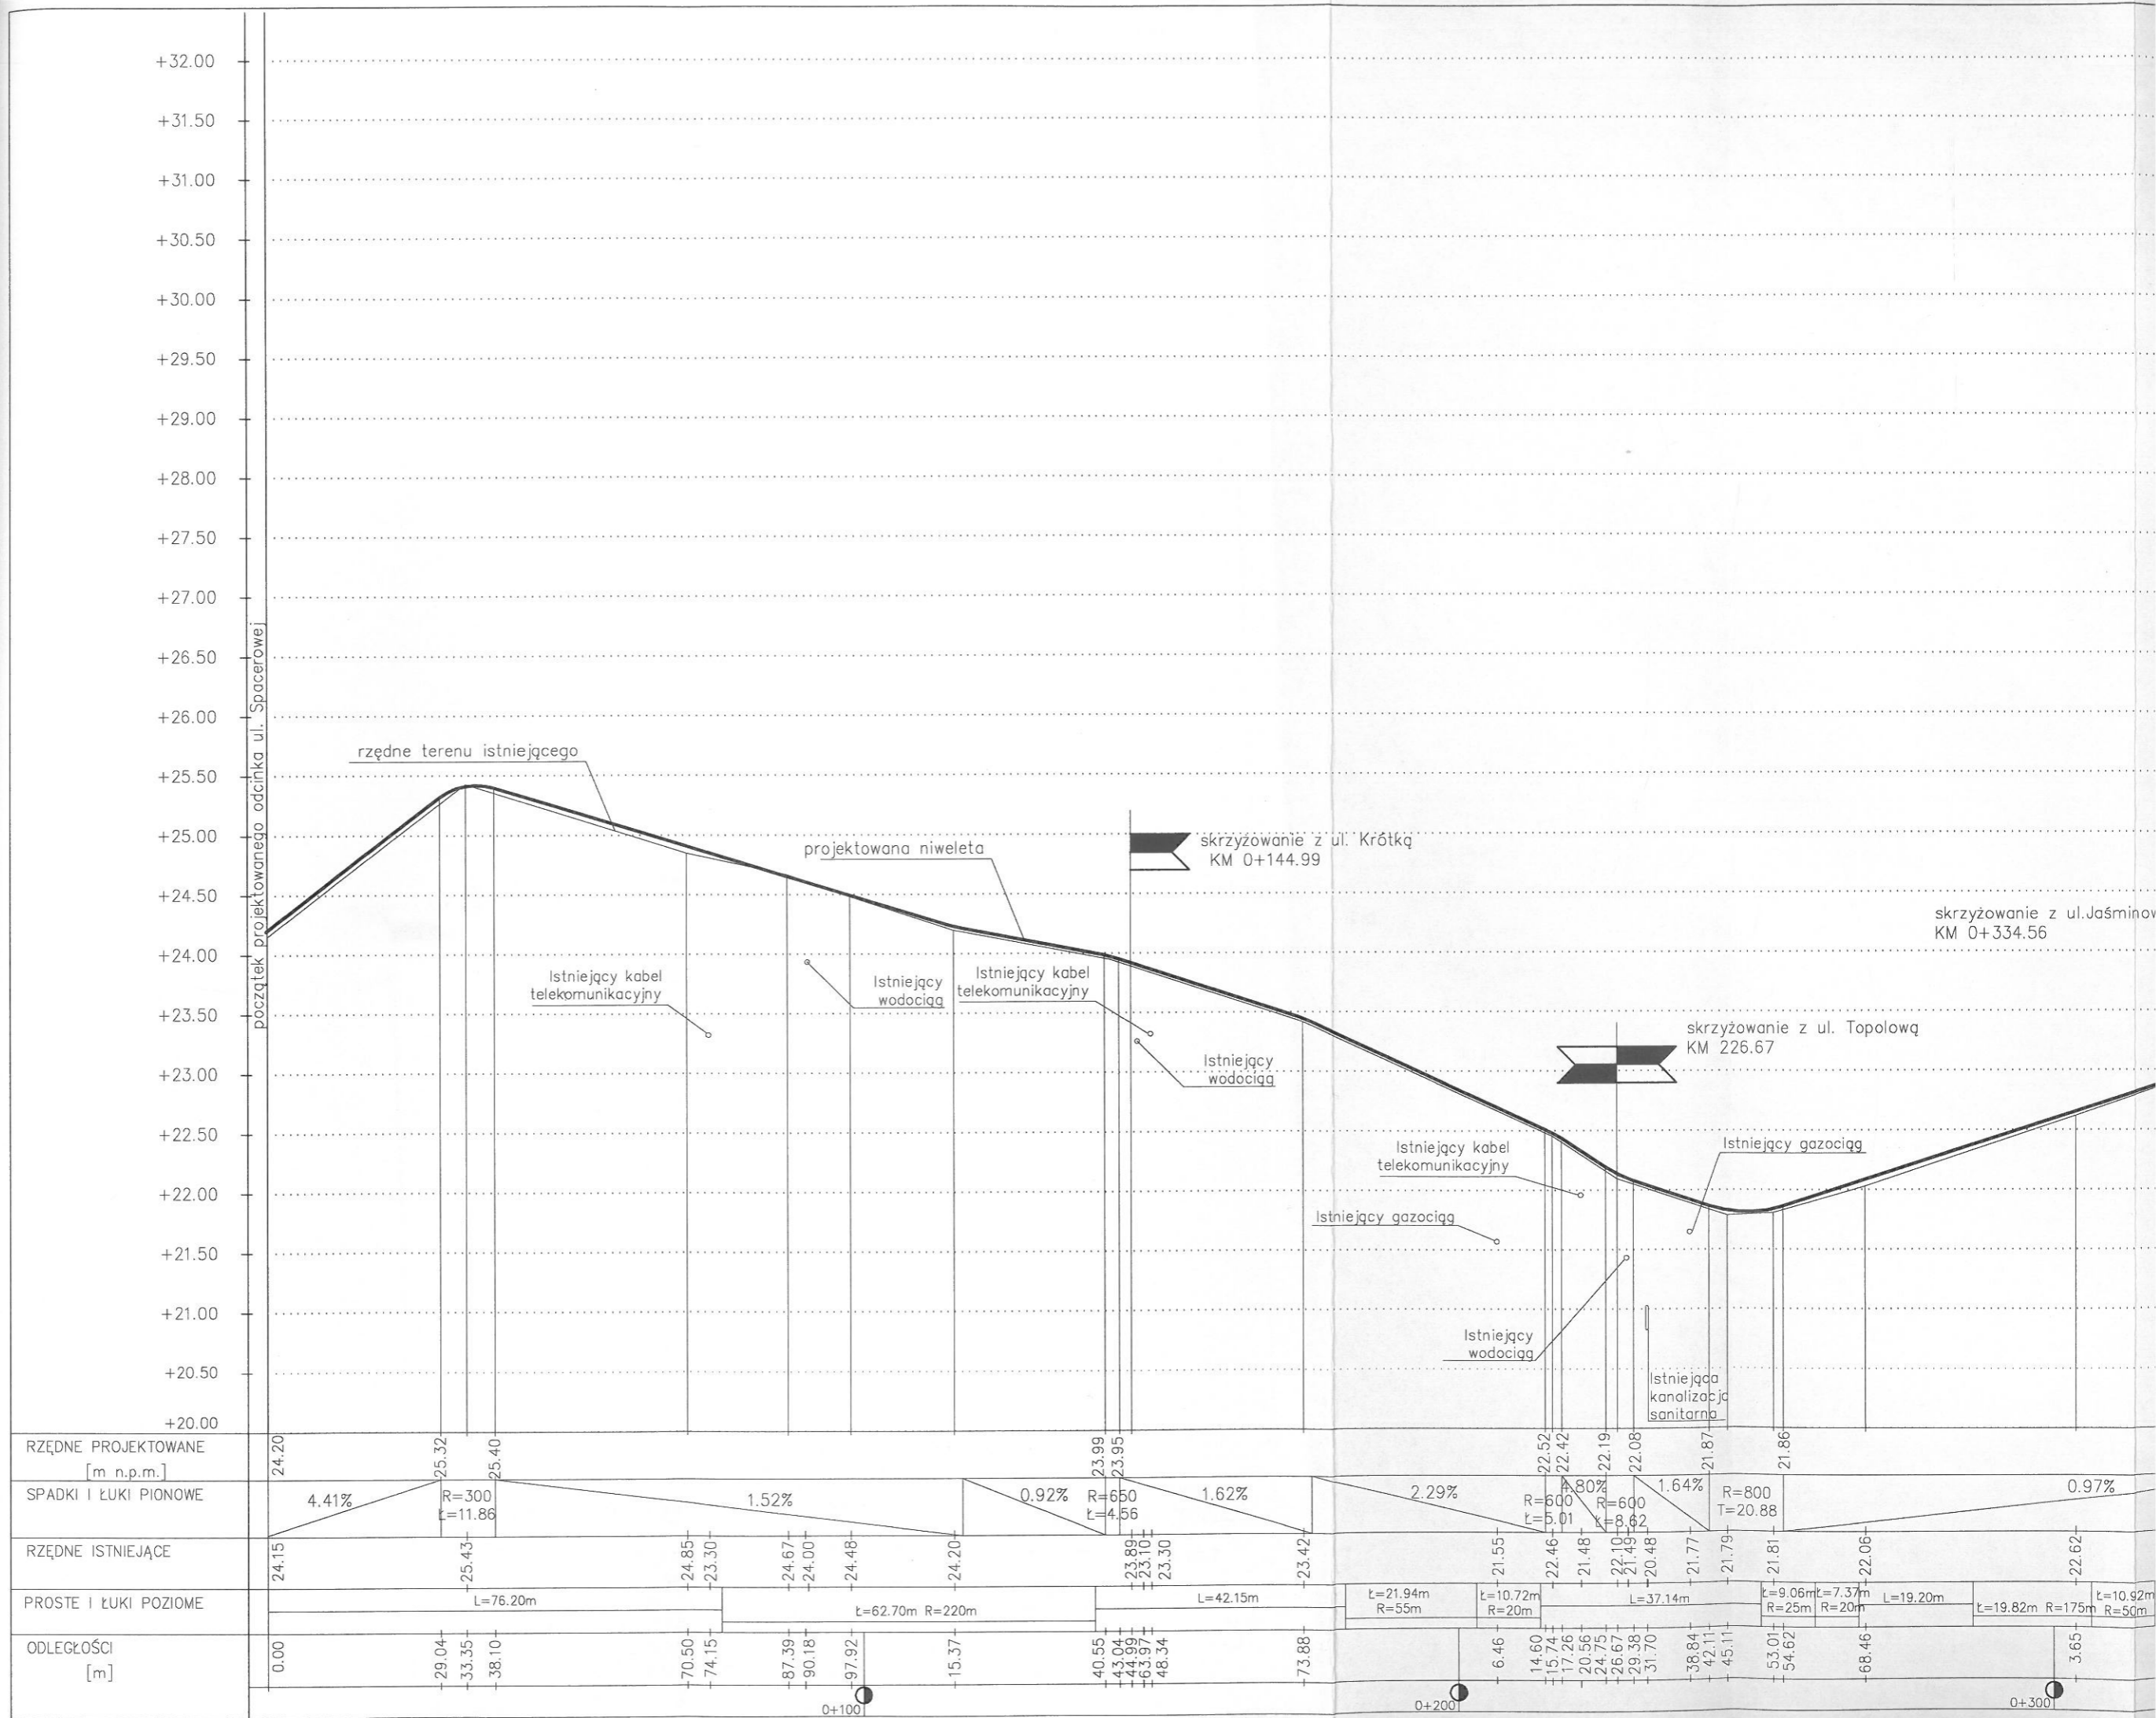 +32.00
+31.50
+31.00
+30.50
+30.00
+29.50
+29.00
+28.50
+28.00
+27.50
+27.00
+26.50
+26.00
+25.50
+25.00
+24.50
+24.00
+23.50
+23.00
+22.50
+22.00
+21.50
+21.00
+20.50
+20.00
początek projektowanego odcinka ul. Spacerowej
rzędne terenu istniejącego
projektowana niweleta
skrzyżowanie z ul. Krótką
KM 0+144.99
skrzyżowanie z ul.Jaśminow
KM 0+334.56
Istniejący kabel
telekomunikacyjny
Istniejący
wodociąg
Istniejący kabel
telekomunikacyjny
Istniejący
wodociąg
skrzyżowanie z ul. Topolową
KM 226.67
Istniejący kabel
telekomunikacyjny
Istniejący gazociąg
Istniejący gazociąg
Istniejący
wodociąg
Istniejąca
kanalizacja
sanitarna
RZĘDNE PROJEKTOWANE
[m n.p.m.]
24.20 25.32 25.40 23.99 23.95 22.52 22.42 22.19 22.08 21.87 21.86
SPADKI I ŁUKI PIONOWE
4.41% R=300 1.52% 0.92% R=650 1.62% 2.29% R=600 4.80% R=600 1.64% R=800 0.97%
Ł=11.86 Ł=4.56 Ł=5.01 Ł=8.62 T=20.88
RZĘDNE ISTNIEJĄCE
24.15 25.43 24.85 23.30 24.67 24.00 24.48 24.20 23.89 23.10 23.30 23.42 21.55 22.46 21.48 22.10 21.49 20.48 21.77 21.79 21.81 22.06 22.62
PROSTE I ŁUKI POZIOME
L=76.20m Ł=62.70m R=220m L=42.15m Ł=21.94m Ł=10.72m L=37.14m Ł=9.06m Ł=7.37m L=19.20m Ł=19.82m R=175m Ł=10.92m
R=55m R=20m R=25m R=20m R=50m
ODLEGŁOŚCI
[m]
0.00 29.04 33.35 38.10 70.50 74.15 87.39 90.18 97.92 15.37 40.55 43.04 44.99 63.97 48.34 73.88 6.46 14.60 15.74 17.26 20.56 24.75 26.67 29.38 31.70 38.84 42.11 45.11 53.01 54.62 68.46 3.65
0+100 0+200 0+300